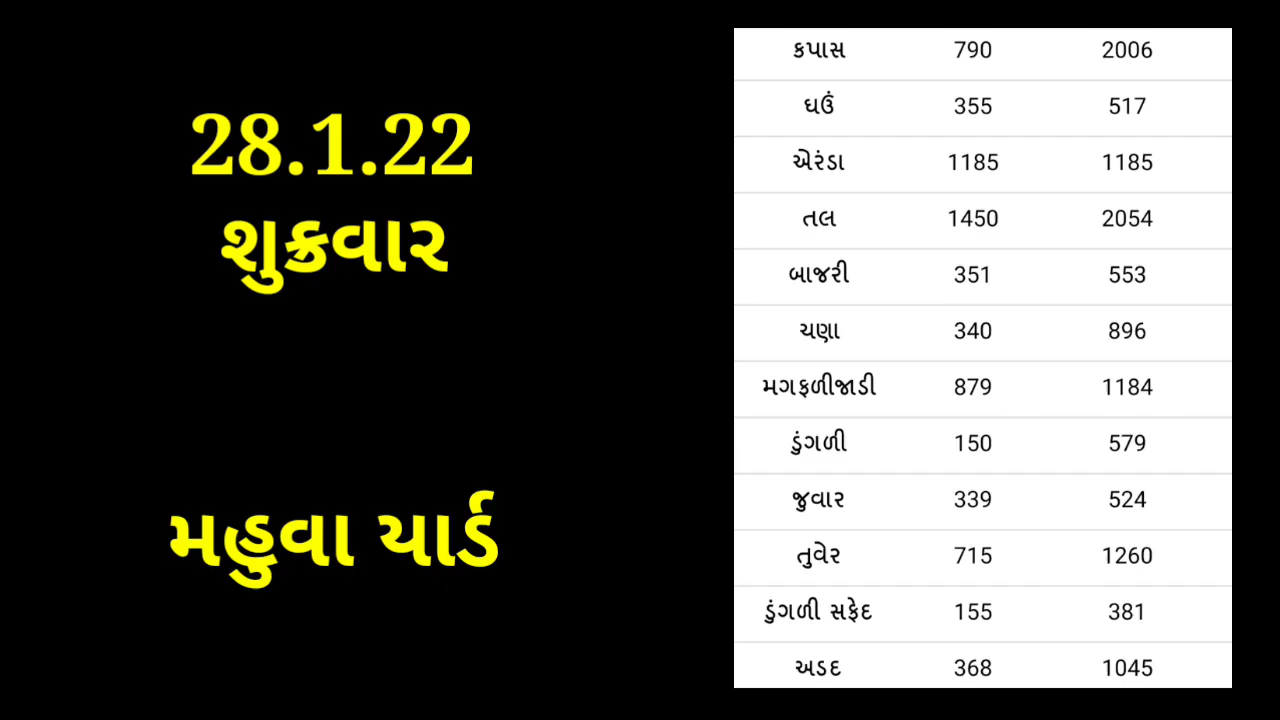 28.1.22
શુક્રવાર
મહુવા યાર્ડ
કપાસ 790 2006
ઘઉં 355 517
એરંડા 1185 1185
તલ 1450 2054
બાજરી 351 553
ચણા 340 896
મગફળીજાડી 879 1184
ડુંગળી 150 579
જુવાર 339 524
તુવેર 715 1260
ડુંગળી સફેદ 155 381
અડદ 368 1045